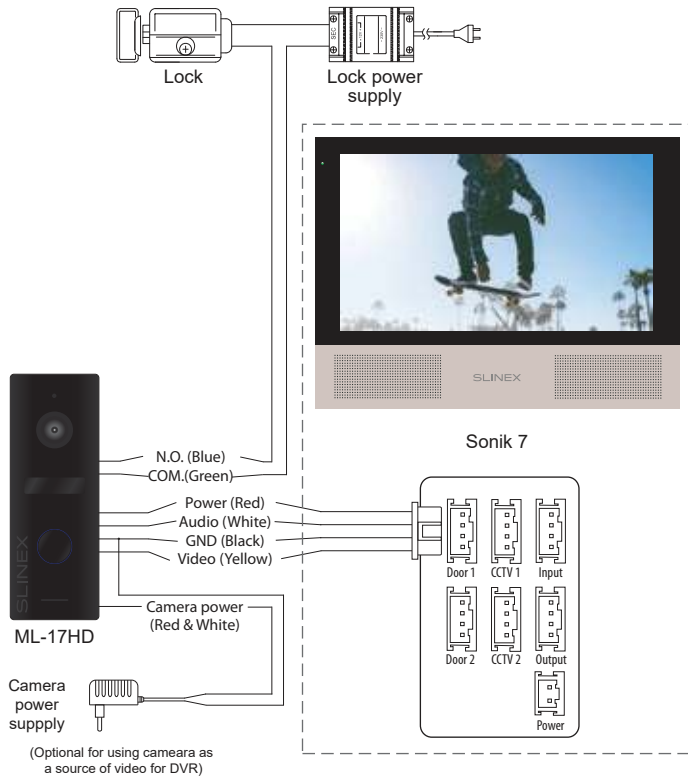 Lock
Lock power
supply
SEC
SLINEX
Sonik 7
N.O. (Blue)
COM.(Green)
Power (Red)
Audio (White)
GND (Black)
Video (Yellow)
Camera power
(Red & White)
SLINEX
ML-17HD
Door 1
CCTV 1
Input
Door 2
CCTV 2
Output
Power
Camera
power
suppply
(Optional for using cameara as
a source of video for DVR)